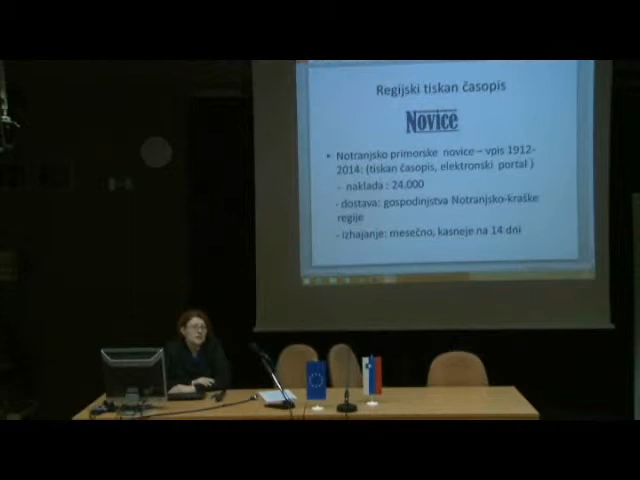 Regijski tiskan časopis
Novice
• Notranjsko primorske novice – vpis 1912-
2014: (tiskan časopis, elektronski portal )
- naklada : 24.000
- dostava: gospodinjstva Notranjsko-kraške
regije
- izhajanje: mesečno, kasneje na 14 dni